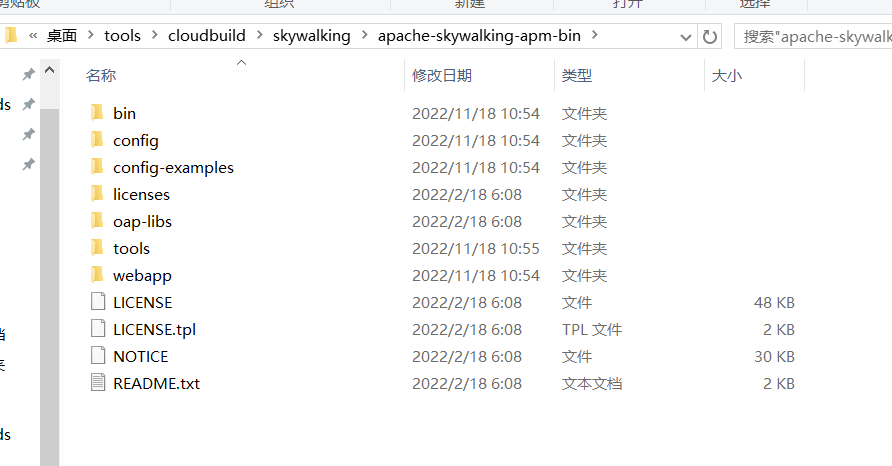 剪贴板 组织 新建 打开 选择
« 桌面 › tools › cloudbuild › skywalking › apache-skywalking-apm-bin › 搜索"apache-skywalk
名称 修改日期 类型 大小
bin 2022/11/18 10:54 文件夹
config 2022/11/18 10:54 文件夹
config-examples 2022/11/18 10:54 文件夹
licenses 2022/2/18 6:08 文件夹
oap-libs 2022/2/18 6:08 文件夹
tools 2022/11/18 10:55 文件夹
webapp 2022/11/18 10:54 文件夹
LICENSE 2022/2/18 6:08 文件 48 KB
LICENSE.tpl 2022/2/18 6:08 TPL 文件 2 KB
NOTICE 2022/2/18 6:08 文件 30 KB
README.txt 2022/2/18 6:08 文本文档 2 KB
ds
ds